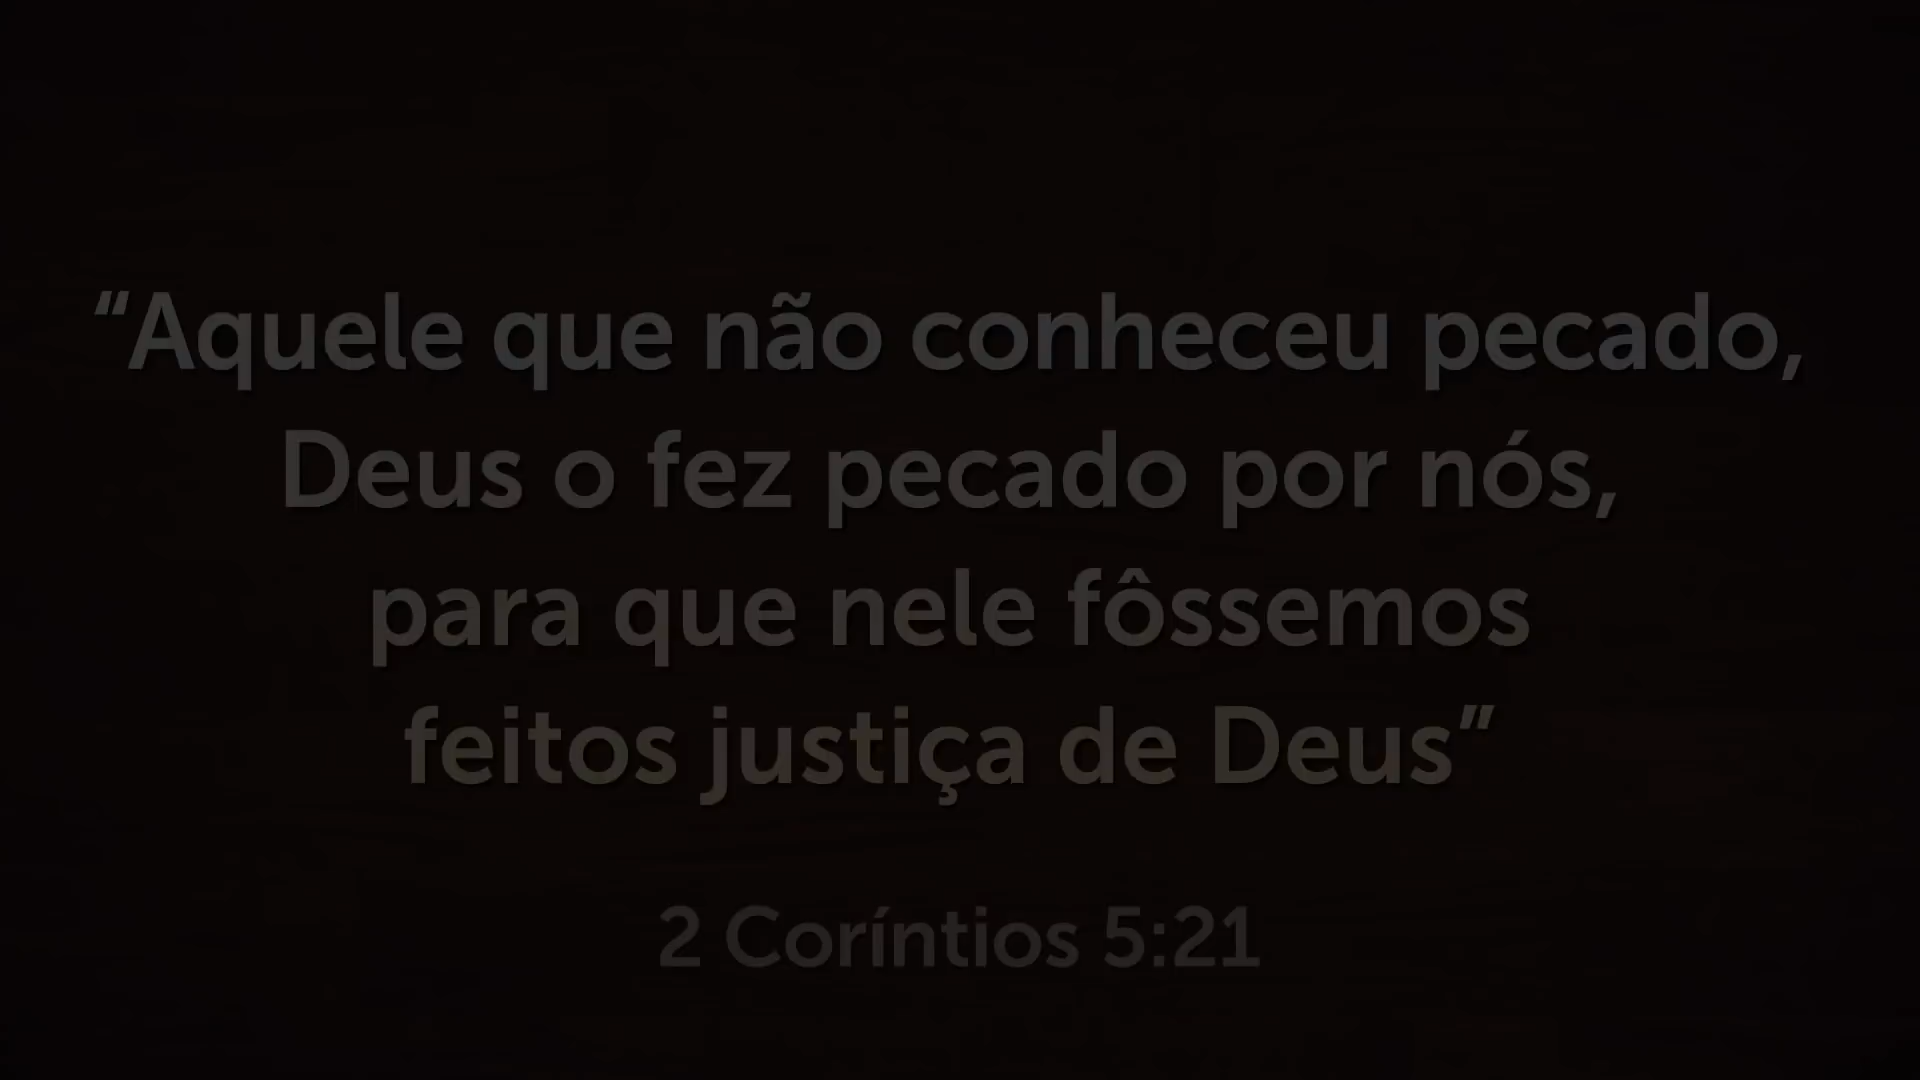 “Aquele que não conheceu pecado,
Deus o fez pecado por nós,
para que nele fôssemos
feitos justiça de Deus”
2 Coríntios 5:21